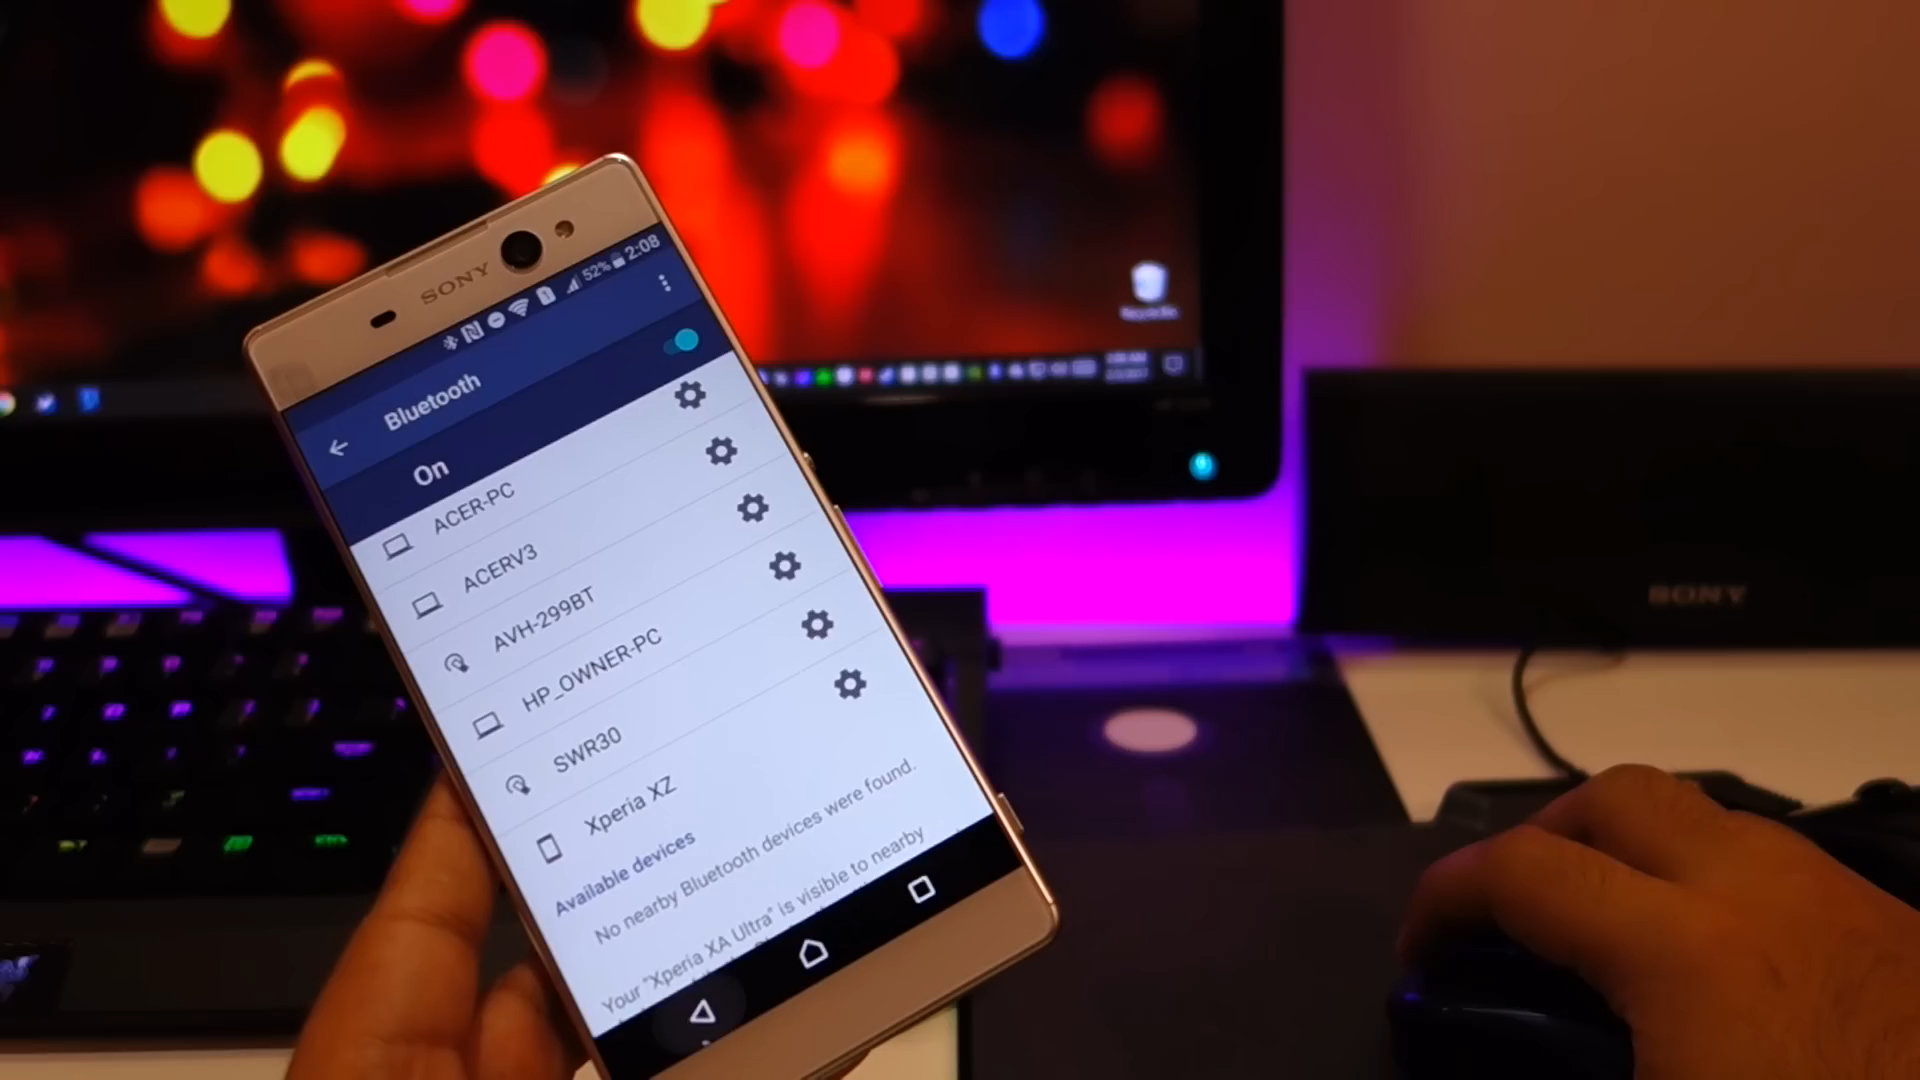 SONY
52% 2:08
Bluetooth
On
ACER-PC
ACERV3
AVH-299BT
HP_OWNER-PC
SWR30
Xperia XZ
Available devices
No nearby Bluetooth devices were found.
Your "Xperia XA Ultra" is visible to nearby
SONY